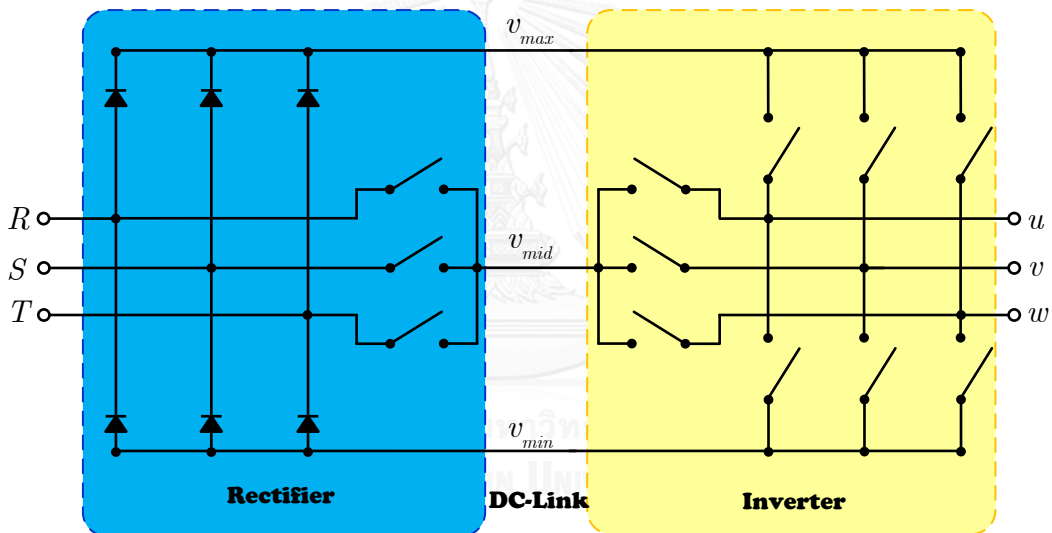 v_max
R
S
T
v_mid
u
v
w
v_min
Rectifier
DC-Link
Inverter